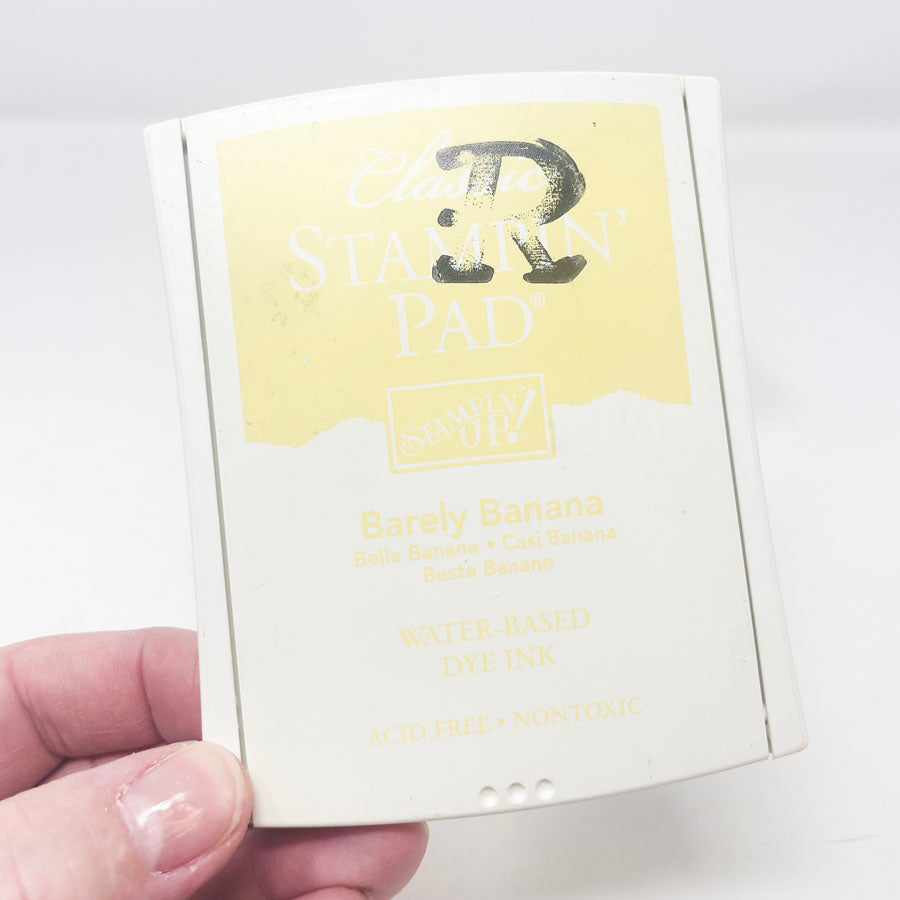 Classic
STAMPIN'
PAD®
R
STAMPIN'
UP!®
Barely Banana
Belle Banane • Casi Banana
Beste Banane
WATER-BASED
DYE INK
ACID FREE • NONTOXIC